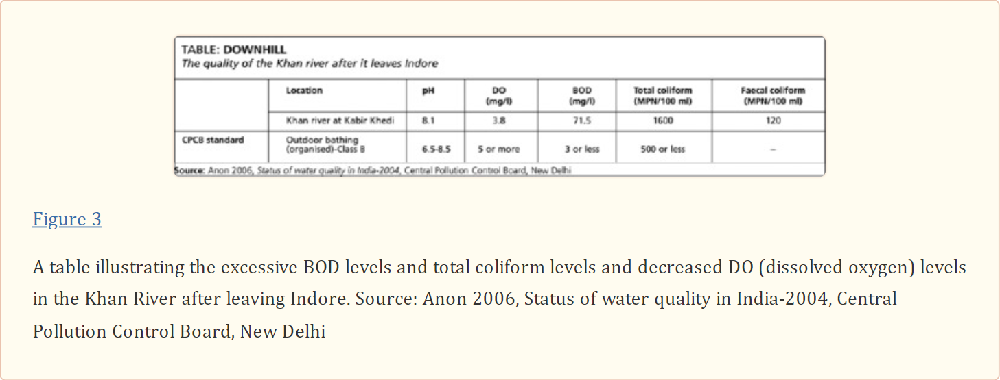 TABLE: DOWNHILL
The quality of the Khan river after it leaves Indore
Location pH DO (mg/l) BOD (mg/l) Total coliform (MPN/100 ml) Faecal coliform (MPN/100 ml)
Khan river at Kabir Khedi 8.1 3.8 71.5 1600 120
CPCB standard Outdoor bathing (organised)-Class B 6.5-8.5 5 or more 3 or less 500 or less –
Source: Anon 2006, Status of water quality in India-2004, Central Pollution Control Board, New Delhi
Figure 3
A table illustrating the excessive BOD levels and total coliform levels and decreased DO (dissolved oxygen) levels
in the Khan River after leaving Indore. Source: Anon 2006, Status of water quality in India-2004, Central
Pollution Control Board, New Delhi